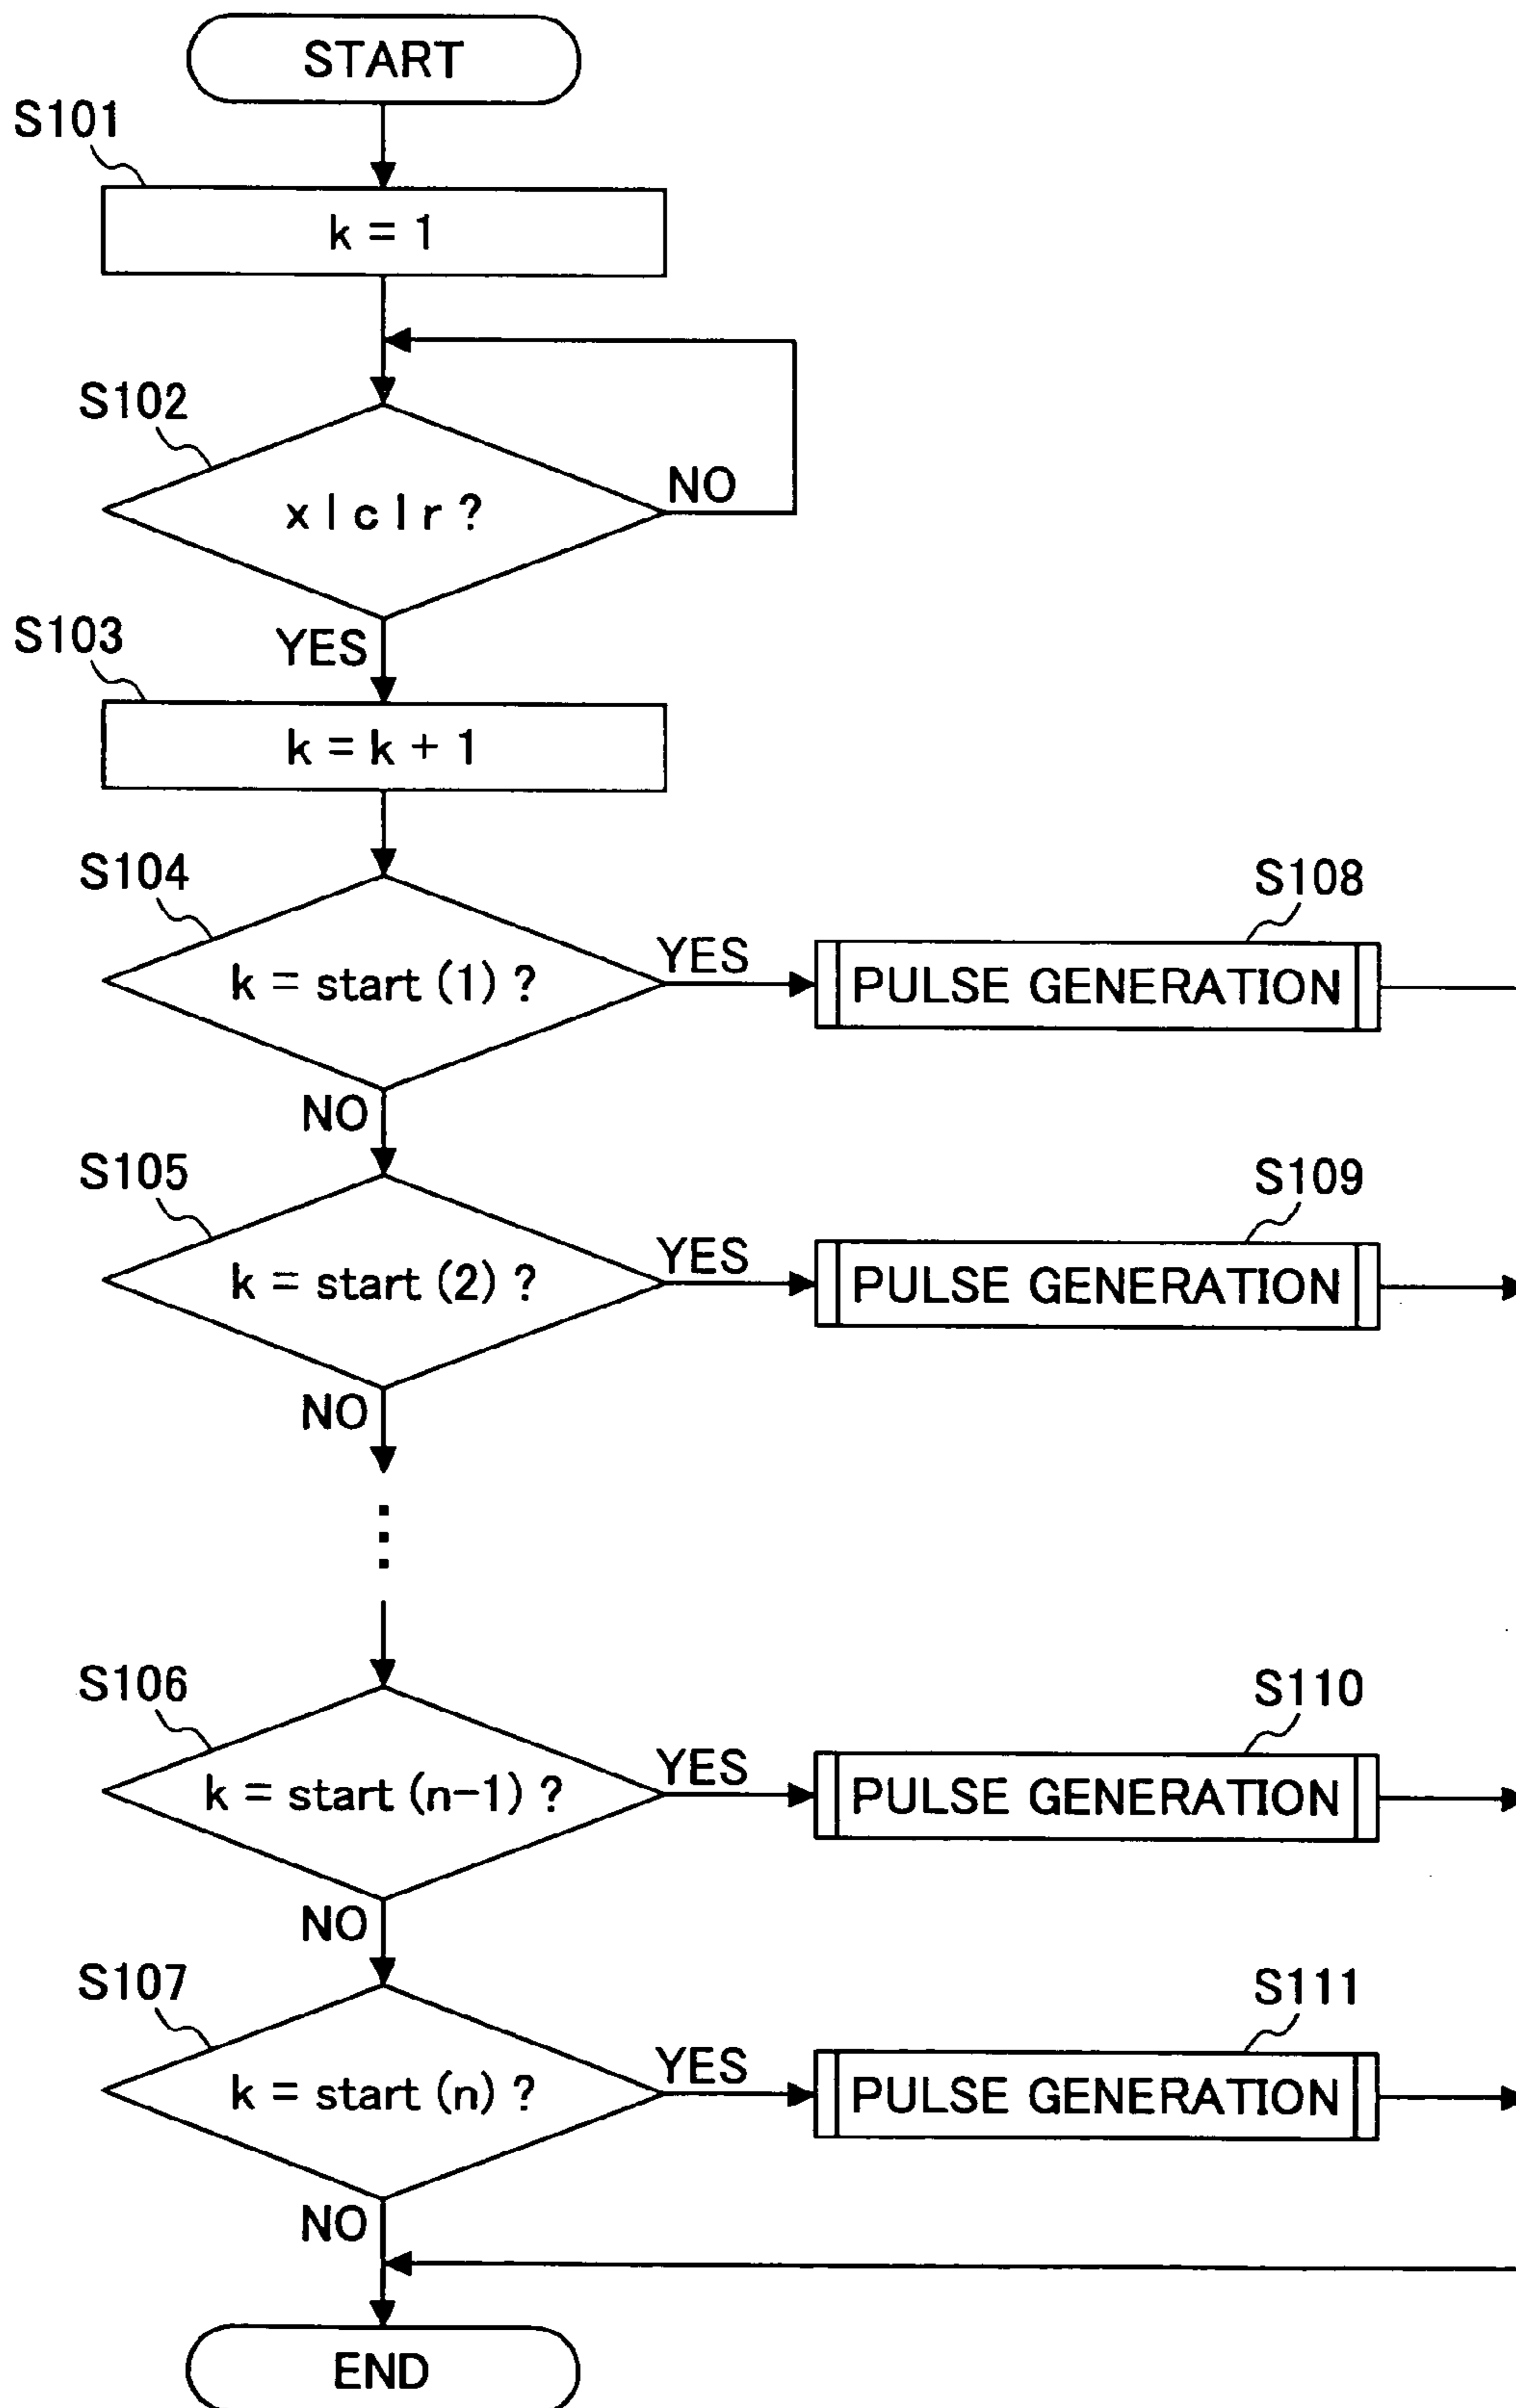 START
S101
k = 1
S102
x l c l r ?
NO
S103
YES
k = k + 1
S104
k = start (1) ?
YES
S108
PULSE GENERATION
NO
S105
k = start (2) ?
YES
S109
PULSE GENERATION
NO
S106
k = start (n-1) ?
YES
S110
PULSE GENERATION
NO
S107
k = start (n) ?
YES
S111
PULSE GENERATION
NO
END